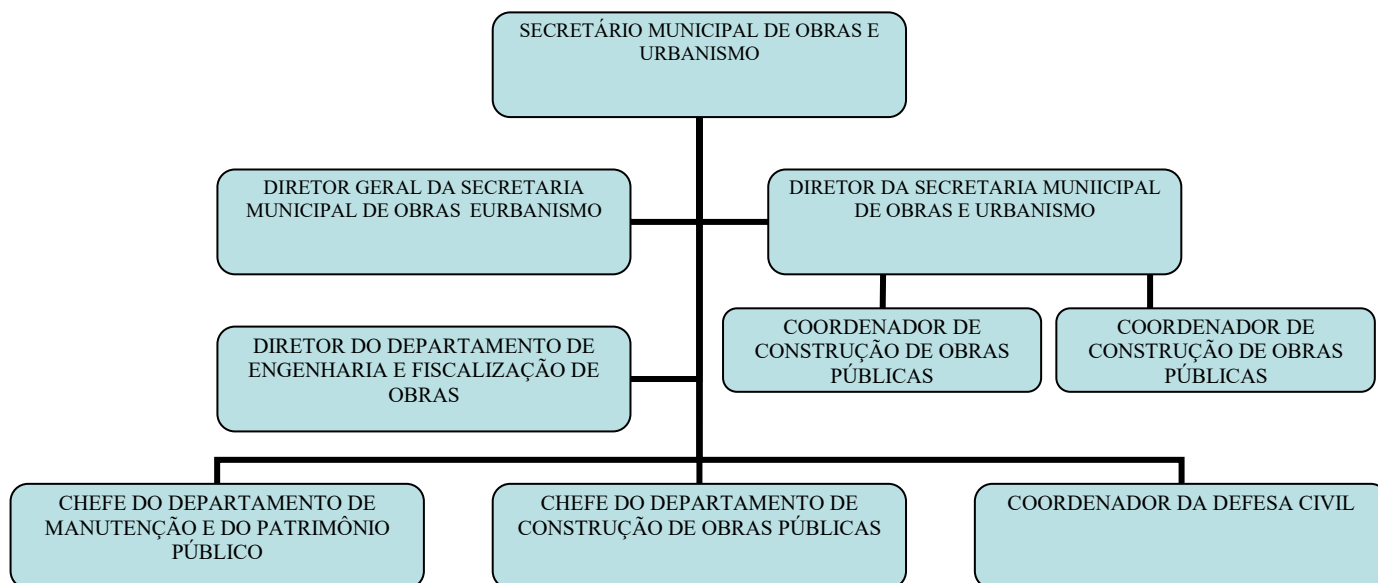 SECRETÁRIO MUNICIPAL DE OBRAS E
URBANISMO
DIRETOR GERAL DA SECRETARIA
MUNICIPAL DE OBRAS EURBANISMO
DIRETOR DA SECRETARIA MUNIICIPAL
DE OBRAS E URBANISMO
COORDENADOR DE
CONSTRUÇÃO DE OBRAS
PÚBLICAS
COORDENADOR DE
CONSTRUÇÃO DE OBRAS
PÚBLICAS
DIRETOR DO DEPARTAMENTO DE
ENGENHARIA E FISCALIZAÇÃO DE
OBRAS
CHEFE DO DEPARTAMENTO DE
MANUTENÇÃO E DO PATRIMÔNIO
PÚBLICO
CHEFE DO DEPARTAMENTO DE
CONSTRUÇÃO DE OBRAS PÚBLICAS
COORDENADOR DA DEFESA CIVIL